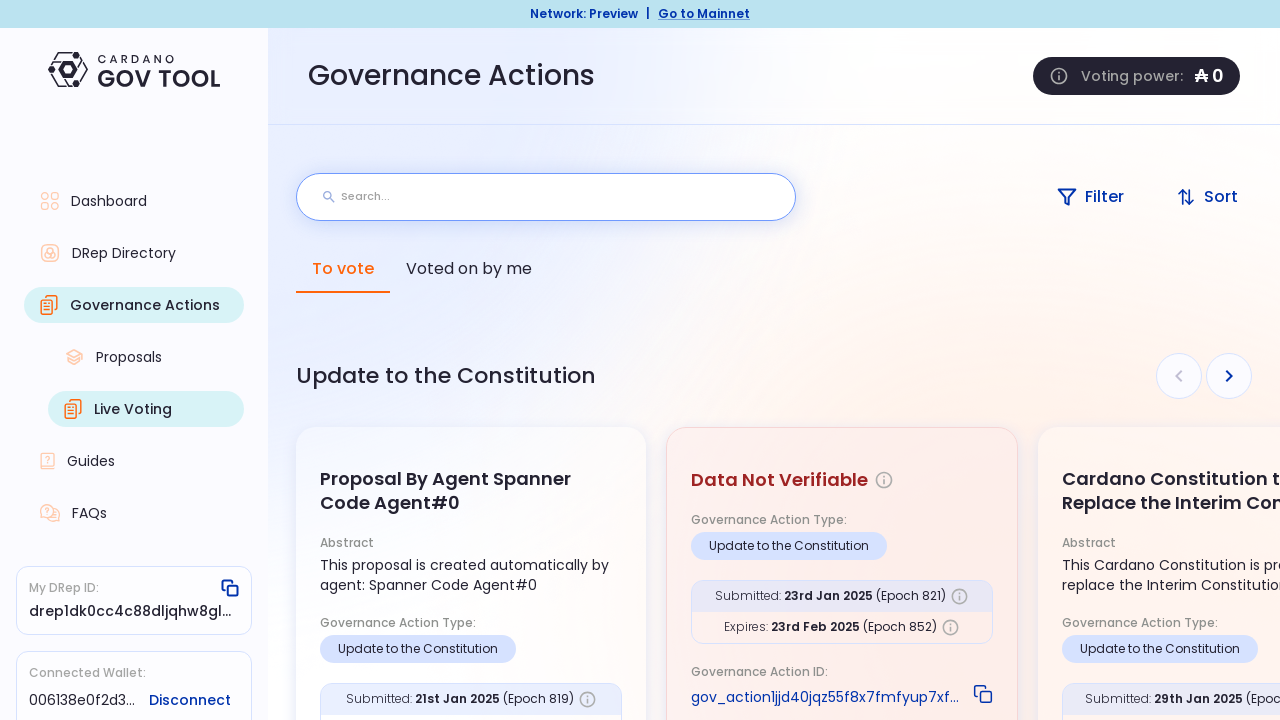 Network: Preview | Go to Mainnet
CARDANO
GOV TOOL
Governance Actions
Voting power: ₳ 0
Dashboard
DRep Directory
Governance Actions
Proposals
Live Voting
Guides
FAQs
My DRep ID:
drep1dk0cc4c88dljqhw8gl...
Connected Wallet:
006138e0f2d3... Disconnect
Search...
Filter
Sort
To vote
Voted on by me
Update to the Constitution
Proposal By Agent Spanner
Code Agent#0
Abstract
This proposal is created automatically by
agent: Spanner Code Agent#0
Governance Action Type:
Update to the Constitution
Submitted: 21st Jan 2025 (Epoch 819)
Data Not Verifiable
Governance Action Type:
Update to the Constitution
Submitted: 23rd Jan 2025 (Epoch 821)
Expires: 23rd Feb 2025 (Epoch 852)
Governance Action ID:
gov_action1jjd40jqz55f8x7fmfyup7xf...
Cardano Constitution t
Replace the Interim Con
Abstract
This Cardano Constitution is pr
replace the Interim Constitution
Governance Action Type:
Update to the Constitution
Submitted: 29th Jan 2025 (Epoc